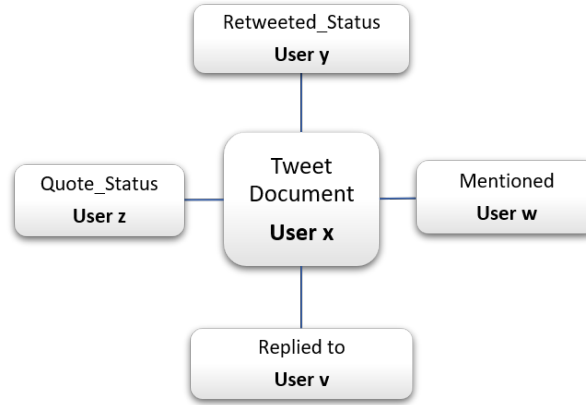 Retweeted_Status
User y
Quote_Status
User z
Tweet
Document
User x
Mentioned
User w
Replied to
User v